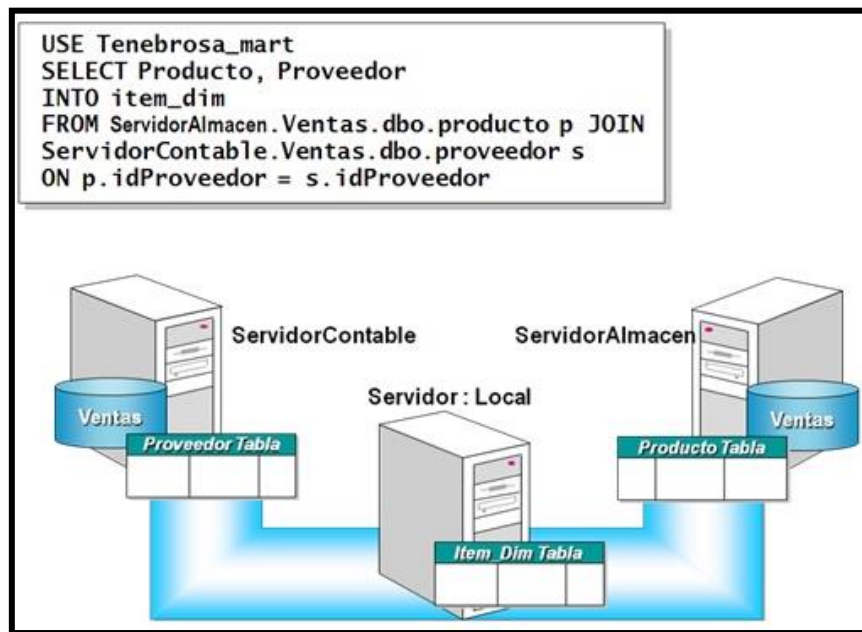 USE Tenebrosa_mart
SELECT Producto, Proveedor
INTO item_dim
FROM ServidorAlmacen.Ventas.dbo.producto p JOIN
ServidorContable.Ventas.dbo.proveedor s
ON p.idProveedor = s.idProveedor
ServidorContable
ServidorAlmacen
Servidor : Local
Ventas
Ventas
Proveedor Tabla
Producto Tabla
Item_Dim Tabla